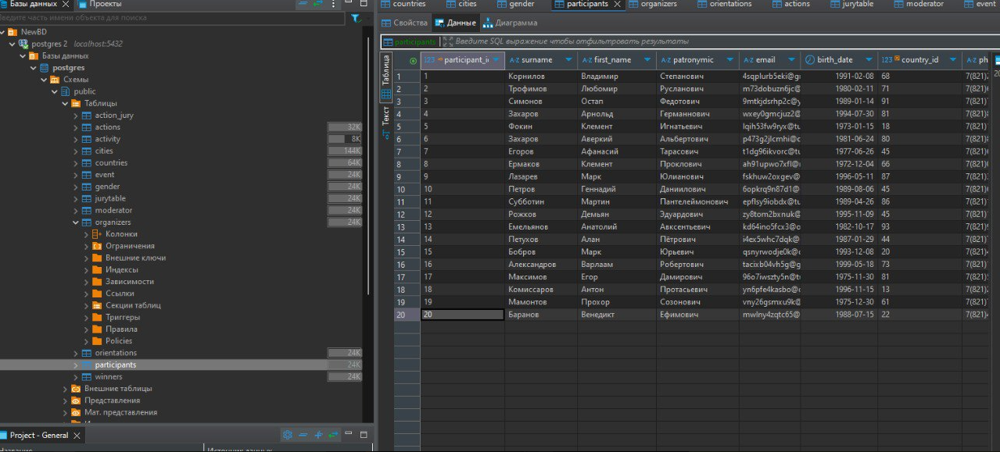 Базы данных Проекты
Введите часть имени объекта для поиска
NewBD
postgres 2 localhost:5432
Базы данных
postgres
Схемы
public
Таблицы
action_jury
actions 32K
activity 8K
cities 144K
countries 64K
event 24K
gender 24K
jurytable 24K
moderator 24K
organizers 24K
Колонки
Ограничения
Внешние ключи
Индексы
Зависимости
Ссылки
Секции таблиц
Триггеры
Правила
Policies
orientations 24K
participants 24K
winners 24K
Внешние таблицы
Представления
Мат. представления
Project - General
Название Источник данных
countries cities gender participants organizers orientations actions jurytable moderator event
Свойства Данные Диаграмма
participants Введите SQL выражение чтобы отфильтровать результаты
Таблица
Текст
123 participant_i AZ surname AZ first_name AZ patronymic AZ email birth_date 123 country_id AZ ph
1 1 Корнилов Владимир Степанович 4sqplurb5eki@g 1991-02-08 68 7(821)
2 2 Трофимов Любомир Русланович m73dobuzn6jc@ 1980-02-11 71 7(821)
3 3 Симонов Остап Федотович 9mtkjdsrhp2c@y 1989-01-14 91 7(821)
4 4 Захаров Арнольд Германнович wxey0gmcjuz2@ 1994-07-30 81 7(821)
5 5 Фокин Клемент Игнатьевич lqih53fw9ryx@tu 1973-01-15 18 7(821)
6 6 Захаров Аверкий Альбертович p473g2jlcmhi@c 1981-06-24 80 7(821)
7 7 Егоров Афанасий Тарасович t1dg96ikvorc@tu 1977-06-26 45 7(821)
8 8 Ермаков Клемент Проклович ah91upwo7xfl@ 1972-12-04 66 7(821)
9 9 Лазарев Марк Юлианович fskhuw2oxgev@ 1996-05-11 87 7(821)
10 10 Петров Геннадий Даниилович 6opkrq9n87d1@ 1989-08-06 45 7(821)
11 11 Субботин Мартин Пантелеймонович epflsy9iobdx@tu 1989-04-26 86 7(821)
12 12 Рожков Демьян Эдуардович zy8tom2bxnuk@ 1995-11-09 45 7(821)
13 13 Емельянов Анатолий Авксентьевич kd64ino5fcx3@o 1982-10-17 93 7(821)
14 14 Петухов Алан Пётрович i4ex5whc7dqk@ 1987-01-29 44 7(821)
15 15 Бобров Марк Юрьевич qsnyrwodje0k@c 1993-12-08 20 7(821)
16 16 Александров Варлаам Робертович tacixb04vh5g@g 1999-05-18 73 7(821)
17 17 Максимов Егор Дамирович 96o7iwszty5n@t 1975-11-30 81 7(821)
18 18 Комиссаров Антон Протасьевич yn6pfe4kasbo@ 1996-11-15 13 7(821)
19 19 Мамонтов Прохор Созонович vny26gsmxu9k@ 1975-12-30 61 7(821)
20 20 Баранов Венедикт Ефимович mwlny4zqtc65@ 1988-07-15 22 7(821)